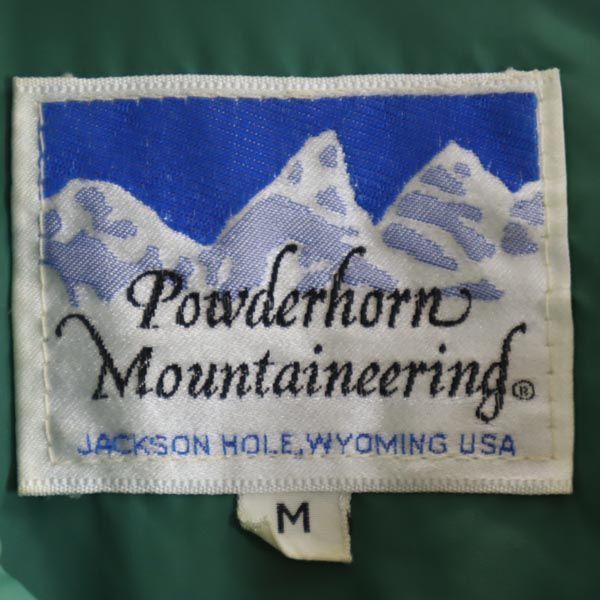 Powderhorn
Mountaineering®
JACKSON HOLE, WYOMING USA
M